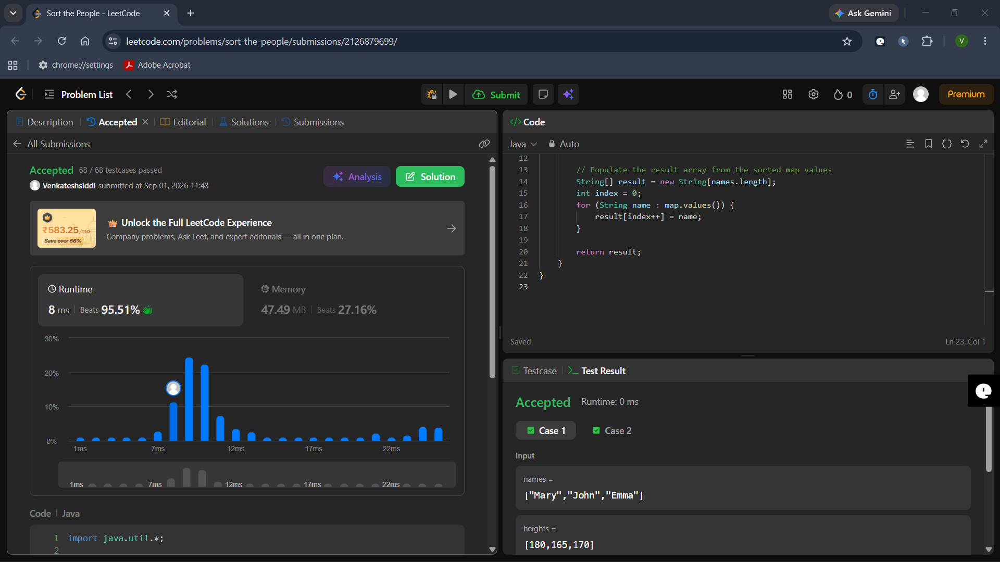 Sort the People - LeetCode
Ask Gemini
leetcode.com/problems/sort-the-people/submissions/2126879699/
V
chrome://settings
Adobe Acrobat
Problem List
Submit
0
Premium
Description
Accepted
Editorial
Solutions
Submissions
All Submissions
Accepted 68 / 68 testcases passed
Venkateshsiddi submitted at Sep 01, 2026 11:43
Analysis
Solution
₹583.25/mo
Save over 56%
Unlock the Full LeetCode Experience
Company problems, Ask Leet, and expert editorials — all in one plan.
Runtime
8 ms
Beats 95.51%
Memory
47.49 MB
Beats 27.16%
30%
20%
10%
0%
1ms 7ms 12ms 17ms 22ms
1ms 7ms 12ms 17ms 22ms
Code
Java
1 import java.util.*;
2
</> Code
Java
Auto
12
13 // Populate the result array from the sorted map values
14 String[] result = new String[names.length];
15 int index = 0;
16 for (String name : map.values()) {
17 result[index++] = name;
18 }
19
20 return result;
21 }
22 }
23
Saved
Ln 23, Col 1
Testcase
Test Result
Accepted
Runtime: 0 ms
Case 1
Case 2
Input
names =
["Mary","John","Emma"]
heights =
[180,165,170]